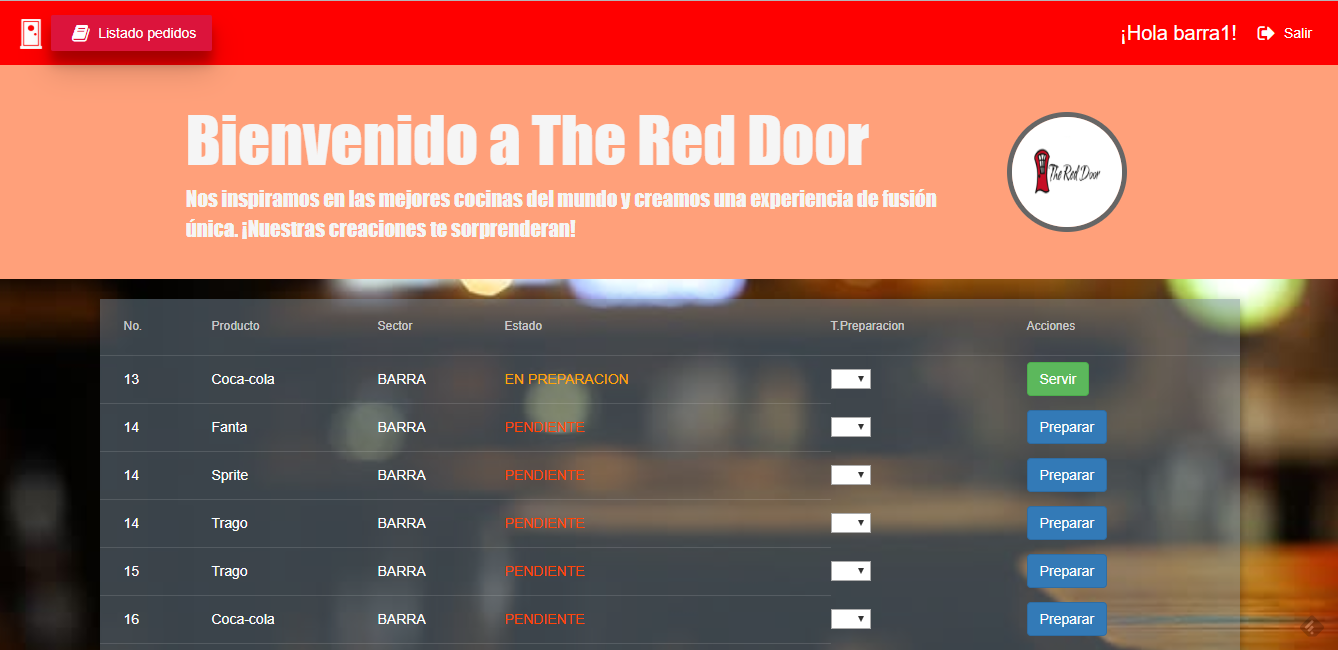 Listado pedidos
¡Hola barra1!
Salir
Bienvenido a The Red Door
Nos inspiramos en las mejores cocinas del mundo y creamos una experiencia de fusión
única. ¡Nuestras creaciones te sorprenderan!
The Red Door
No. Producto Sector Estado T.Preparacion Acciones
13 Coca-cola BARRA EN PREPARACION Servir
14 Fanta BARRA PENDIENTE Preparar
14 Sprite BARRA PENDIENTE Preparar
14 Trago BARRA PENDIENTE Preparar
15 Trago BARRA PENDIENTE Preparar
16 Coca-cola BARRA PENDIENTE Preparar